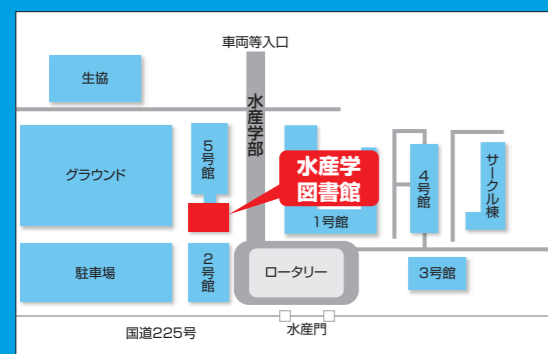 車両等入口
生協
水産学部
5号館
グラウンド
水産学
図書館
1号館
4号館
サークル棟
駐車場
2号館
ロータリー
3号館
国道225号
水産門